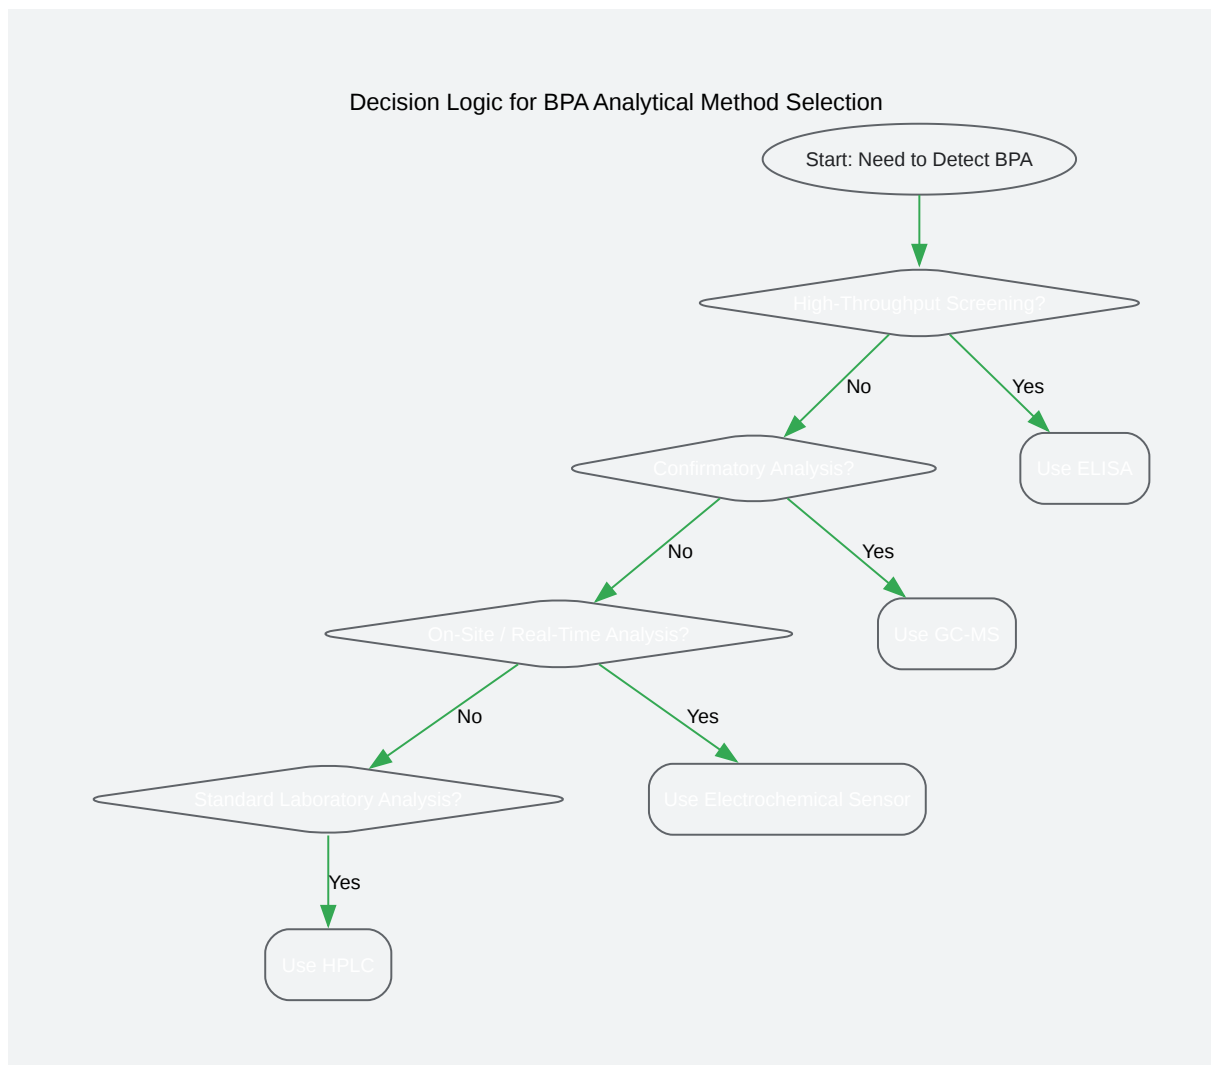 Decision Logic for BPA Analytical Method Selection
Start: Need to Detect BPA
High-Throughput Screening?
No
Yes
Confirmatory Analysis?
Use ELISA
No
Yes
On-Site / Real-Time Analysis?
Use GC-MS
No
Yes
Standard Laboratory Analysis?
Use Electrochemical Sensor
Yes
Use HPLC